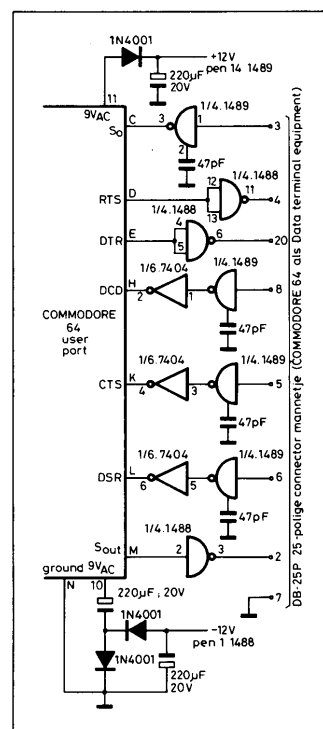 1N4001
+12V
pen 14 1489
220µF
20V
11
9VAC
1/4.1489
C
3
1
3
So
2
47pF
RTS
D
12
13
11
4
1/4.1488
1/4.1488
DTR
E
4
5
6
20
1/4.1489
1/6.7404
DCD
H
2
1
8
47pF
COMMODORE
64
user
port
1/6.7404
1/4.1489
CTS
K
4
3
5
47pF
1/6.7404
1/4.1489
DSR
L
6
5
6
47pF
1/4.1488
Sout
M
2
3
2
ground 9VAC
N
10
7
220µF ; 20V
1N4001
-12V
pen 1 1488
1N4001
220µF
20V
DB-25P 25-polige connector mannetje (COMMODORE 64 als Data terminal equipment)